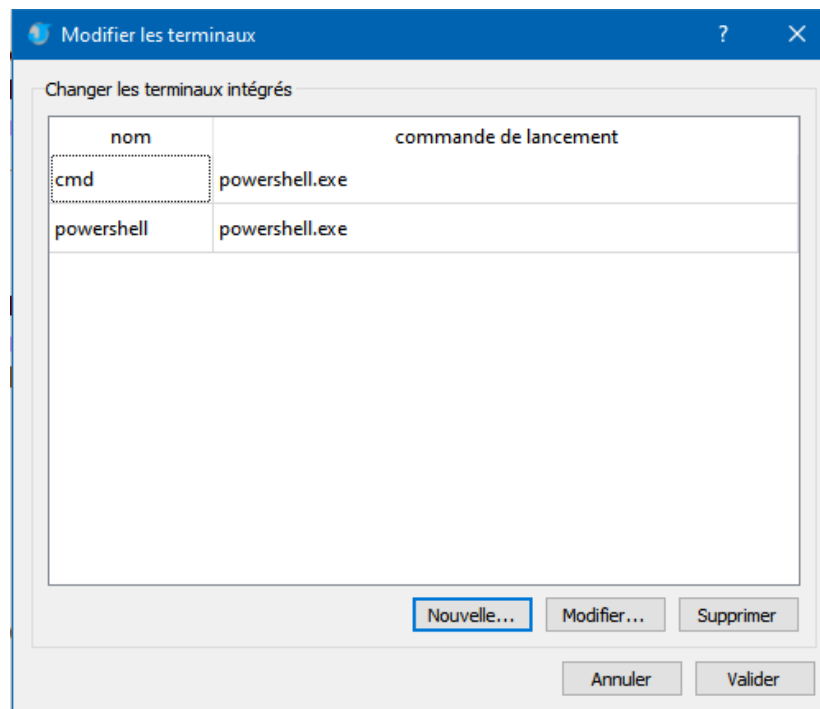 Modifier les terminaux
Changer les terminaux intégrés
nom commande de lancement
cmd powershell.exe
powershell powershell.exe
Nouvelle... Modifier... Supprimer
Annuler Valider